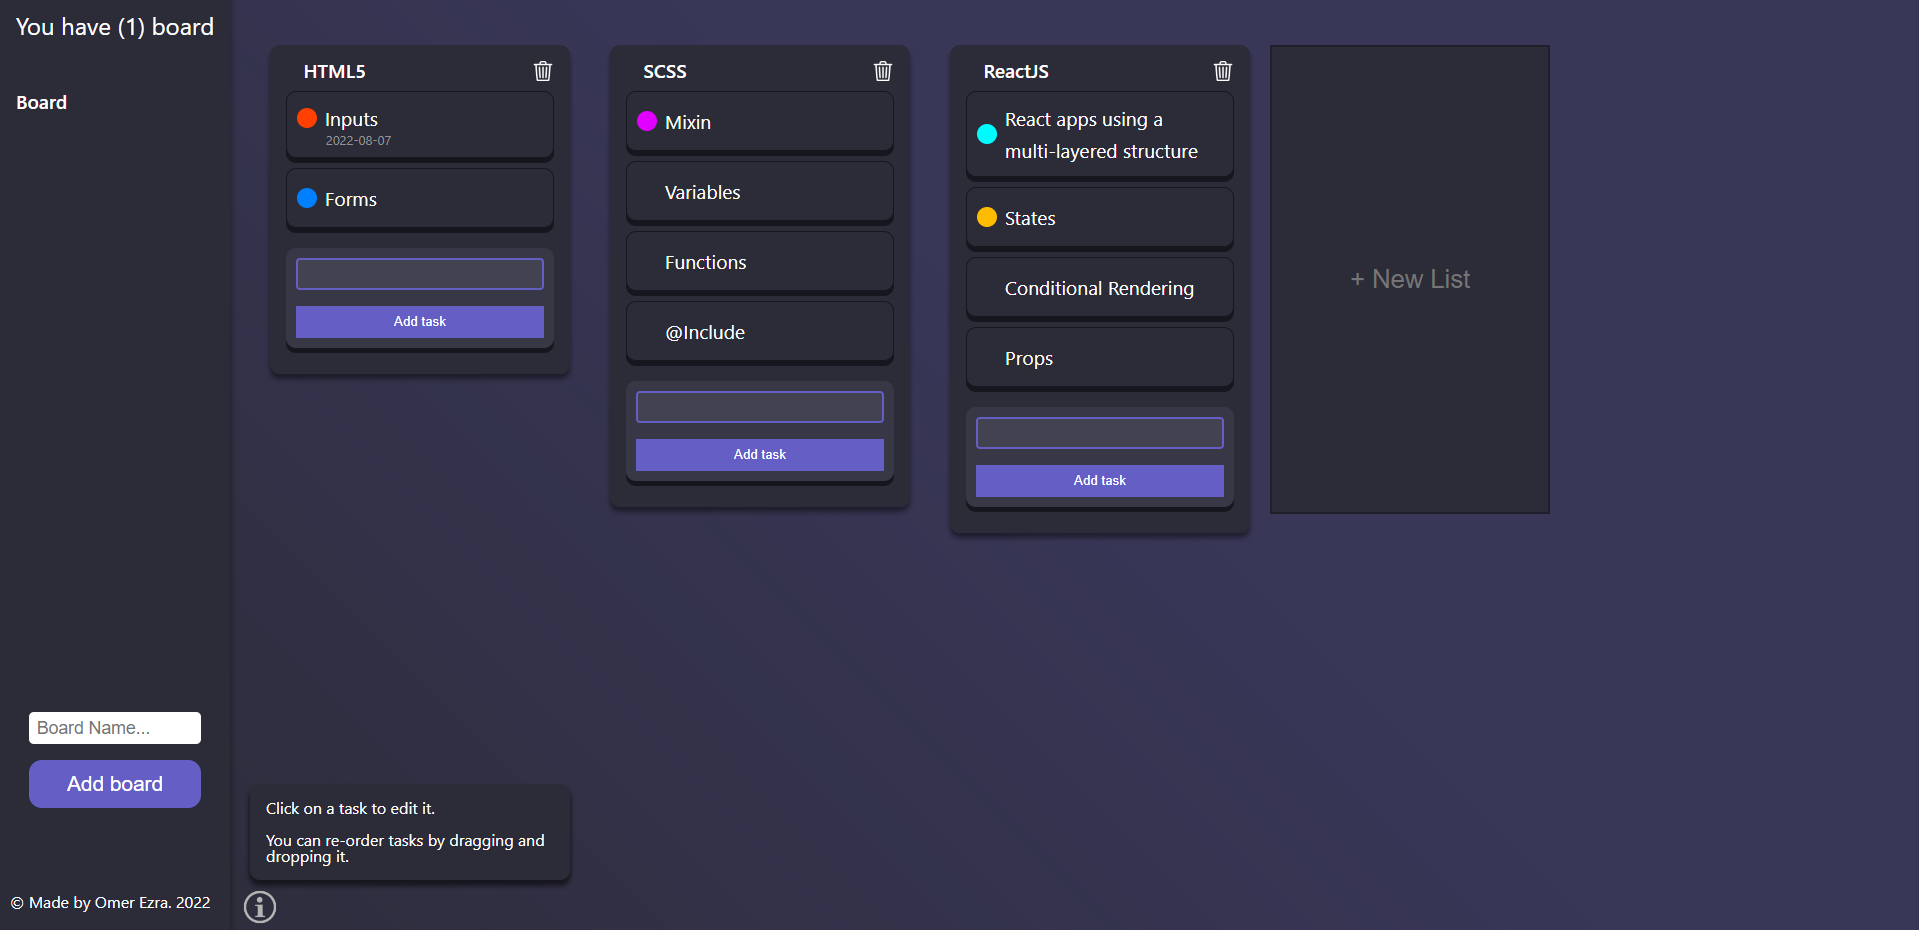 You have (1) board
Board
HTML5
Inputs
2022-08-07
Forms
Add task
SCSS
Mixin
Variables
Functions
@Include
Add task
ReactJS
React apps using a
multi-layered structure
States
Conditional Rendering
Props
Add task
+ New List
Board Name...
Add board
Click on a task to edit it.
You can re-order tasks by dragging and
dropping it.
© Made by Omer Ezra. 2022